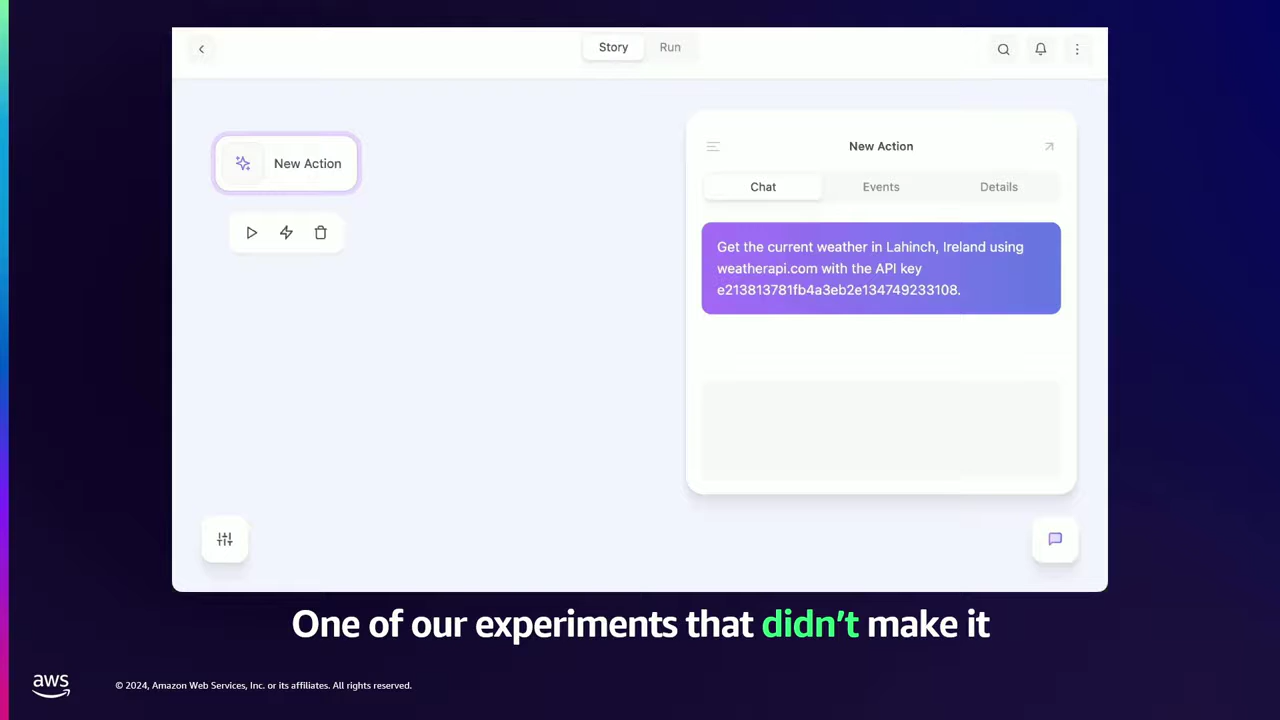 Story Run
New Action
New Action
Chat Events Details
Get the current weather in Lahinch, Ireland using
weatherapi.com with the API key
e213813781fb4a3eb2e134749233108.
One of our experiments that didn't make it
aws
© 2024, Amazon Web Services, Inc. or its affiliates. All rights reserved.